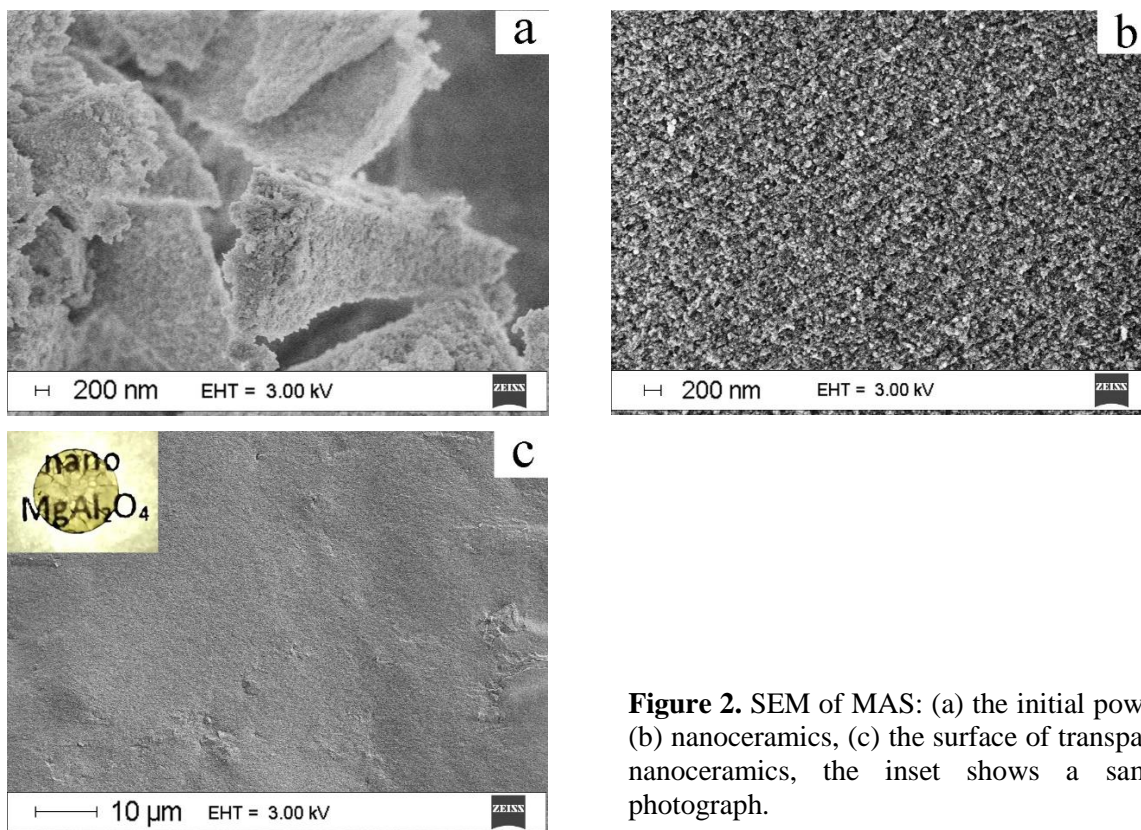 a
200 nm EHT = 3.00 kV ZEISS
b
200 nm EHT = 3.00 kV ZEISS
c
nano
MgAl₂O₄
10 µm EHT = 3.00 kV ZEISS
Figure 2. SEM of MAS: (a) the initial pow
(b) nanoceramics, (c) the surface of transpa
nanoceramics, the inset shows a sam
photograph.